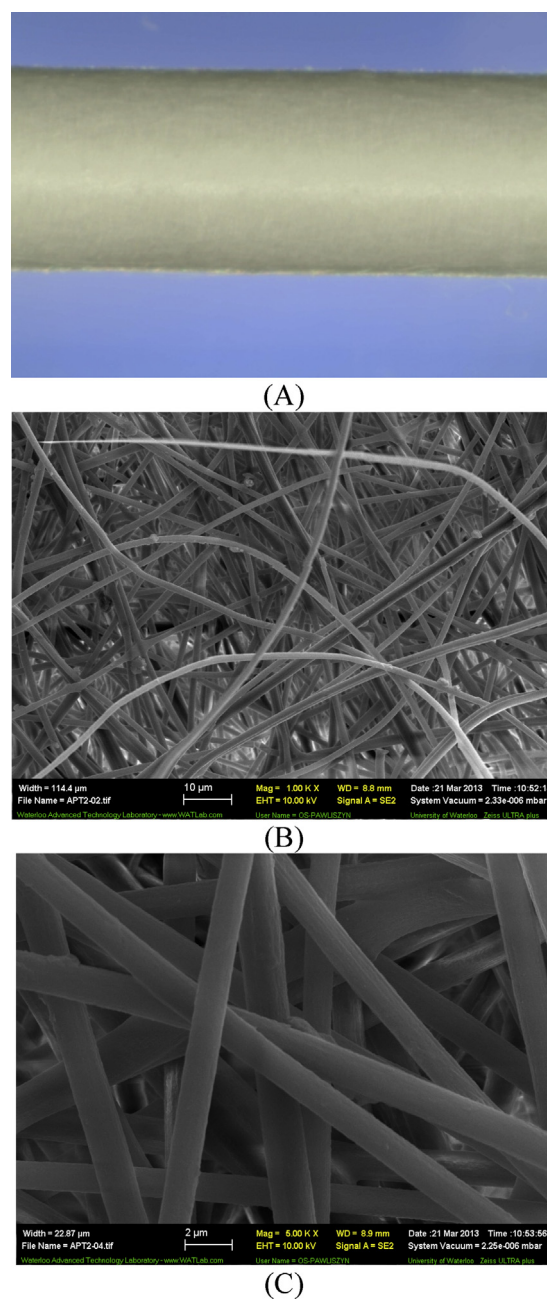 (A)
Width = 114.4 µm 10 µm Mag = 1.00 K X WD = 8.8 mm Date :21 Mar 2013 Time :10:52:1
File Name = APT2-02.tif EHT = 10.00 kV Signal A = SE2 System Vacuum = 2.33e-006 mbar
Waterloo Advanced Technology Laboratory - www.WATLab.com User Name = OS-PAWLISZYN University of Waterloo Zeiss ULTRA plus
(B)
Width = 22.87 µm 2 µm Mag = 5.00 K X WD = 8.9 mm Date :21 Mar 2013 Time :10:53:56
File Name = APT2-04.tif EHT = 10.00 kV Signal A = SE2 System Vacuum = 2.25e-006 mbar
Waterloo Advanced Technology Laboratory - www.WATLab.com User Name = OS-PAWLISZYN University of Waterloo Zeiss ULTRA plus
(C)